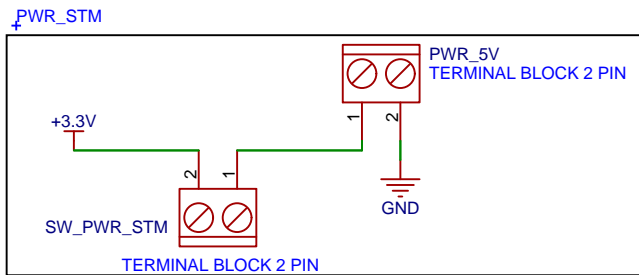 PWR_STM
PWR_5V
TERMINAL BLOCK 2 PIN
1
2
+3.3V
2
1
GND
SW_PWR_STM
TERMINAL BLOCK 2 PIN